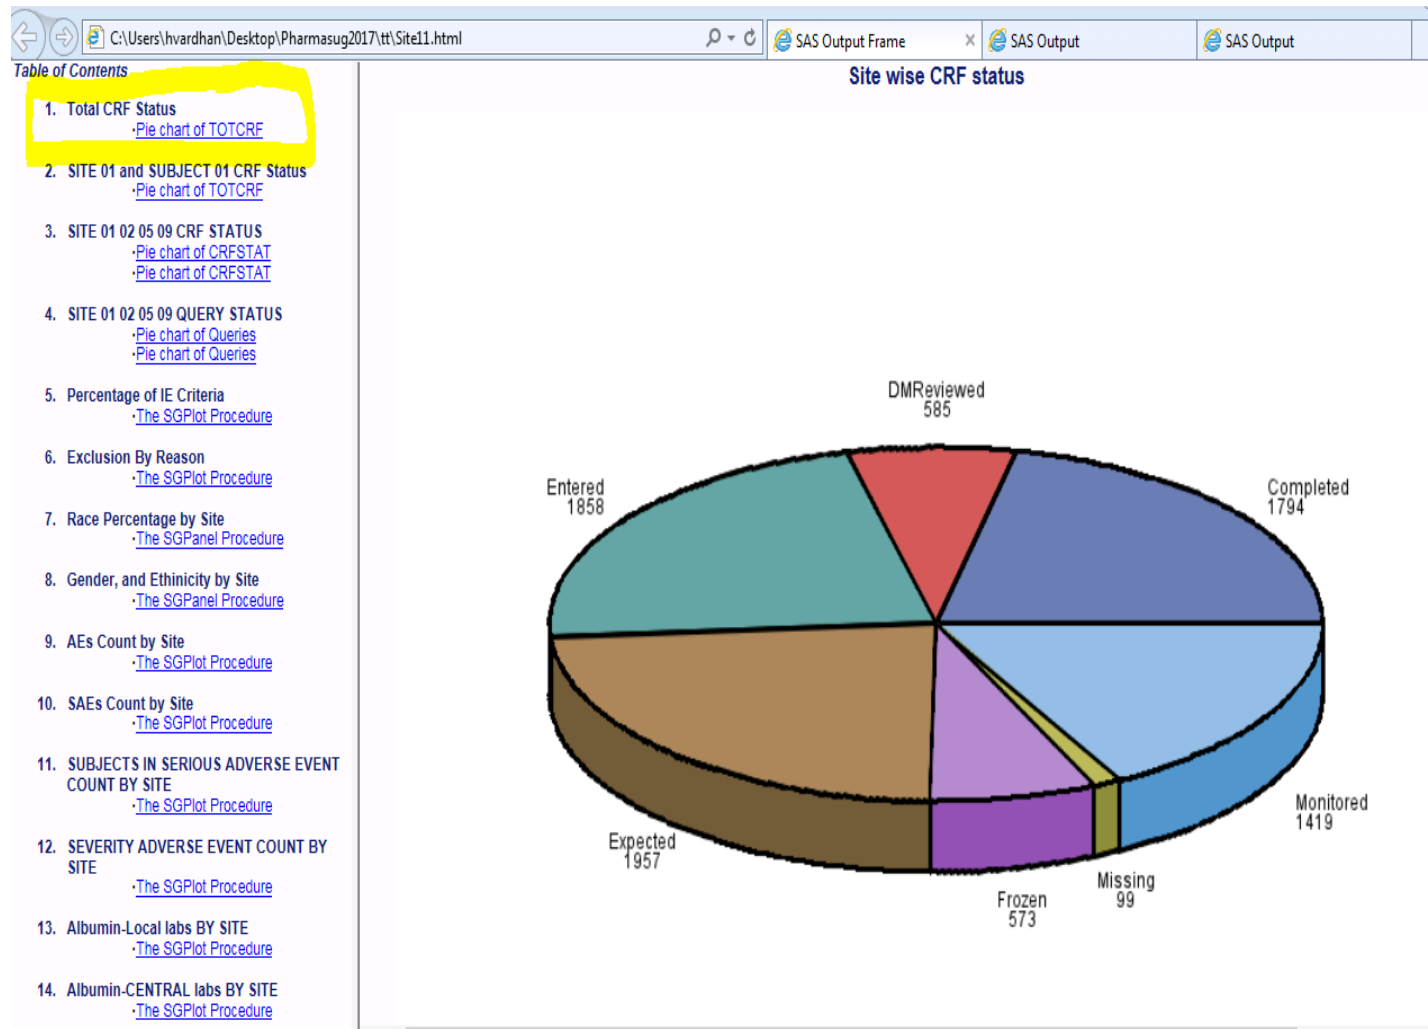 C:\Users\hvardhan\Desktop\Pharmasug2017\tt\Site11.html
SAS Output Frame
SAS Output
SAS Output
Table of Contents
1. Total CRF Status
·Pie chart of TOTCRF
2. SITE 01 and SUBJECT 01 CRF Status
·Pie chart of TOTCRF
3. SITE 01 02 05 09 CRF STATUS
·Pie chart of CRFSTAT
·Pie chart of CRFSTAT
4. SITE 01 02 05 09 QUERY STATUS
·Pie chart of Queries
·Pie chart of Queries
5. Percentage of IE Criteria
·The SGPlot Procedure
6. Exclusion By Reason
·The SGPlot Procedure
7. Race Percentage by Site
·The SGPanel Procedure
8. Gender, and Ethinicity by Site
·The SGPanel Procedure
9. AEs Count by Site
·The SGPlot Procedure
10. SAEs Count by Site
·The SGPlot Procedure
11. SUBJECTS IN SERIOUS ADVERSE EVENT
COUNT BY SITE
·The SGPlot Procedure
12. SEVERITY ADVERSE EVENT COUNT BY
SITE
·The SGPlot Procedure
13. Albumin-Local labs BY SITE
·The SGPlot Procedure
14. Albumin-CENTRAL labs BY SITE
·The SGPlot Procedure
Site wise CRF status
DMReviewed
585
Entered
1858
Completed
1794
Expected
1957
Frozen
573
Missing
99
Monitored
1419